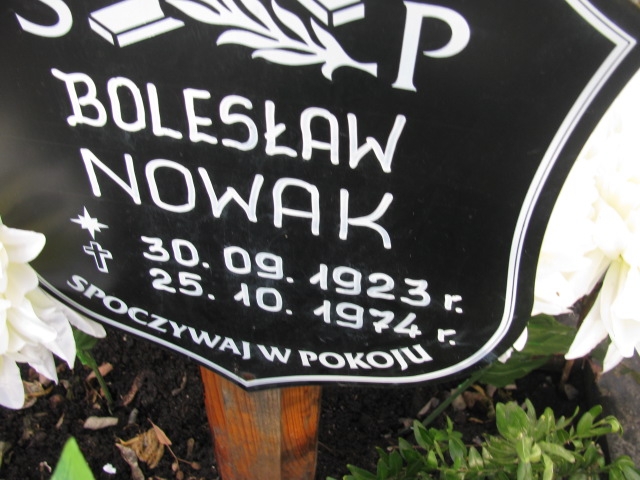 S P
BOLESŁAW
NOWAK
30. 09. 1923 r.
25. 10. 1974 r.
SPOCZYWAJ W POKOJU